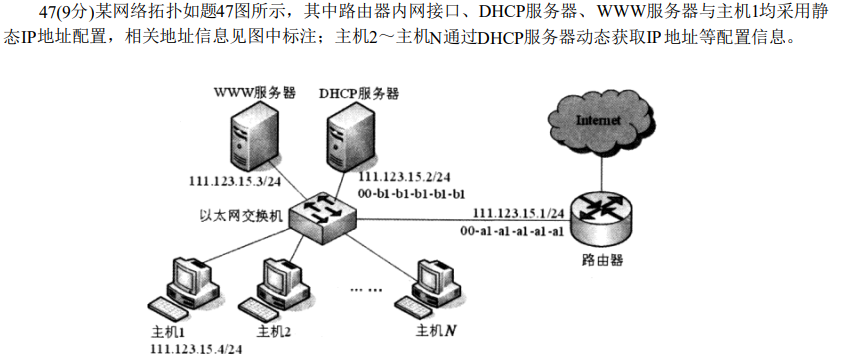 47(9分)某网络拓扑如题47图所示，其中路由器内网接口、DHCP服务器、WWW服务器与主机1均采用静
态IP地址配置，相关地址信息见图中标注；主机2～主机N通过DHCP服务器动态获取IP地址等配置信息。
WWW服务器
DHCP服务器
Internet
111.123.15.3/24
111.123.15.2/24
00-b1-b1-b1-b1-b1
以太网交换机
111.123.15.1/24
00-a1-a1-a1-a1-a1
路由器
... ...
主机1
主机2
主机N
111.123.15.4/24